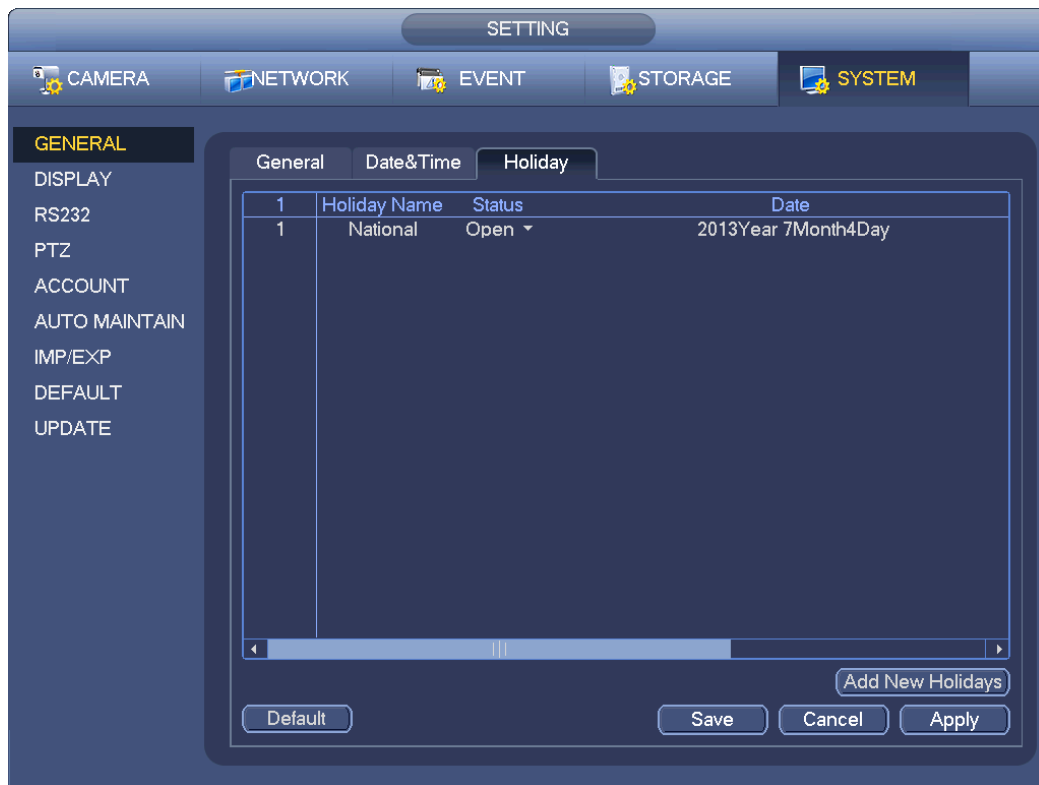 SETTING
CAMERA NETWORK EVENT STORAGE SYSTEM
GENERAL
DISPLAY
RS232
PTZ
ACCOUNT
AUTO MAINTAIN
IMP/EXP
DEFAULT
UPDATE
General Date&Time Holiday
1 Holiday Name Status Date
1 National Open 2013Year 7Month4Day
Add New Holidays
Default Save Cancel Apply